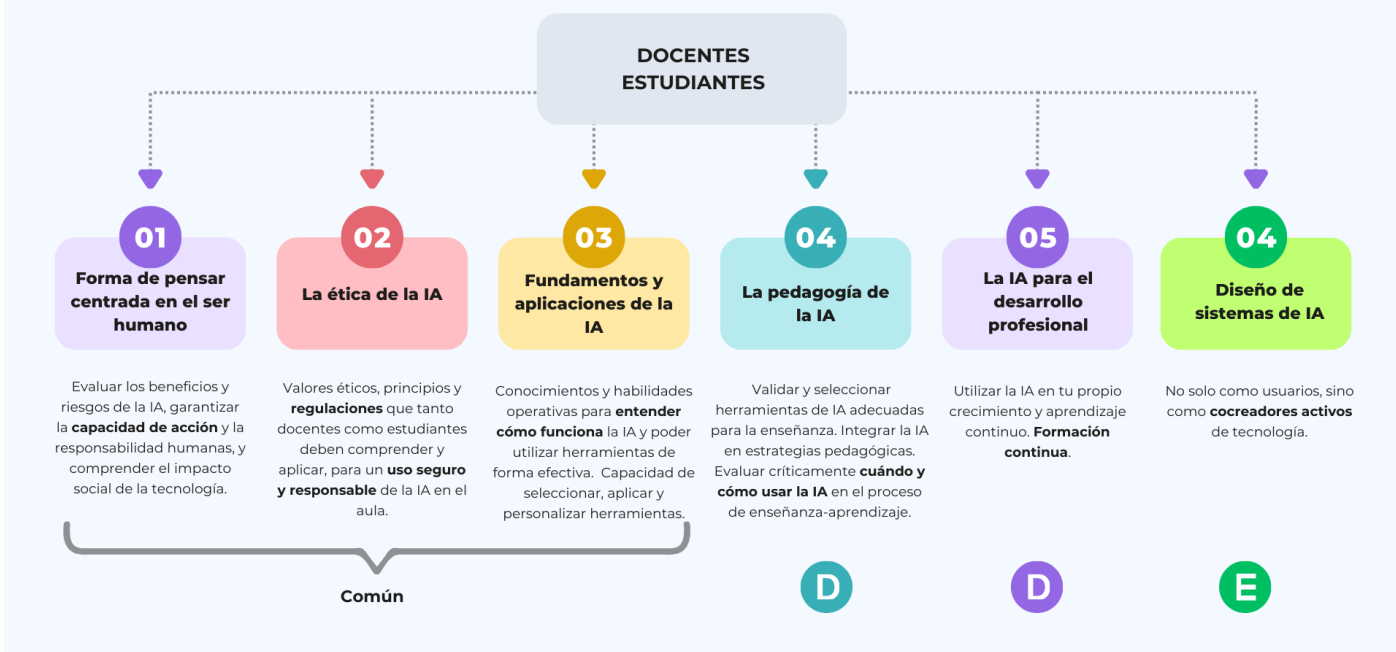 DOCENTES
ESTUDIANTES
01
Forma de pensar
centrada en el ser
humano
Evaluar los beneficios y
riesgos de la IA, garantizar
la capacidad de acción y la
responsabilidad humanas, y
comprender el impacto
social de la tecnología.
02
La ética de la IA
Valores éticos, principios y
regulaciones que tanto
docentes como estudiantes
deben comprender y
aplicar, para un uso seguro
y responsable de la IA en el
aula.
03
Fundamentos y
aplicaciones de la
IA
Conocimientos y habilidades
operativas para entender
cómo funciona la IA y poder
utilizar herramientas de
forma efectiva. Capacidad de
seleccionar, aplicar y
personalizar herramientas.
Común
04
La pedagogía de
la IA
Validar y seleccionar
herramientas de IA adecuadas
para la enseñanza. Integrar la IA
en estrategias pedagógicas.
Evaluar críticamente cuándo y
cómo usar la IA en el proceso
de enseñanza-aprendizaje.
D
05
La IA para el
desarrollo
profesional
Utilizar la IA en tu propio
crecimiento y aprendizaje
continuo. Formación
continua.
D
04
Diseño de
sistemas de IA
No solo como usuarios, sino
como cocreadores activos
de tecnología.
E